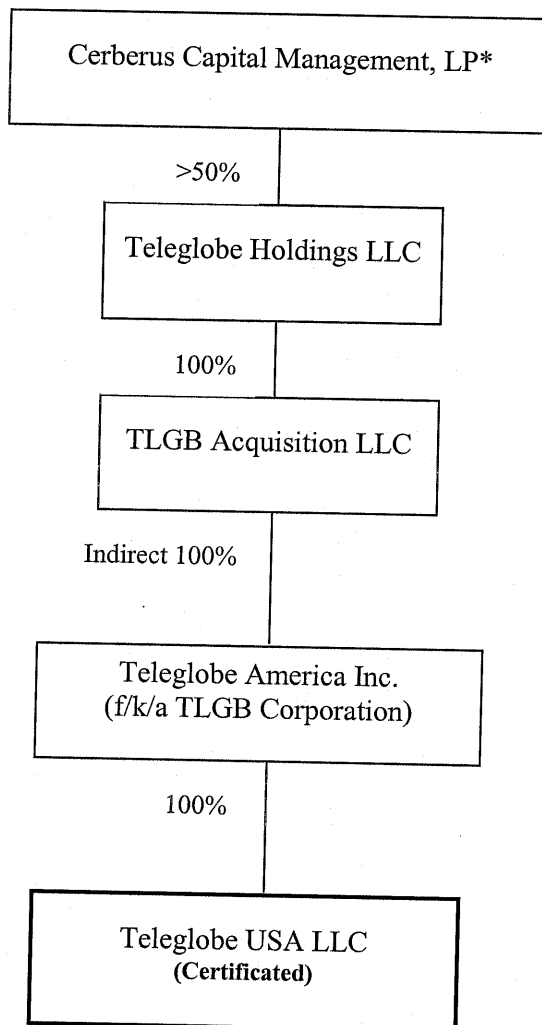 Cerberus Capital Management, LP*
>50%
Teleglobe Holdings LLC
100%
TLGB Acquisition LLC
Indirect 100%
Teleglobe America Inc.
(f/k/a TLGB Corporation)
100%
Teleglobe USA LLC
(Certificated)